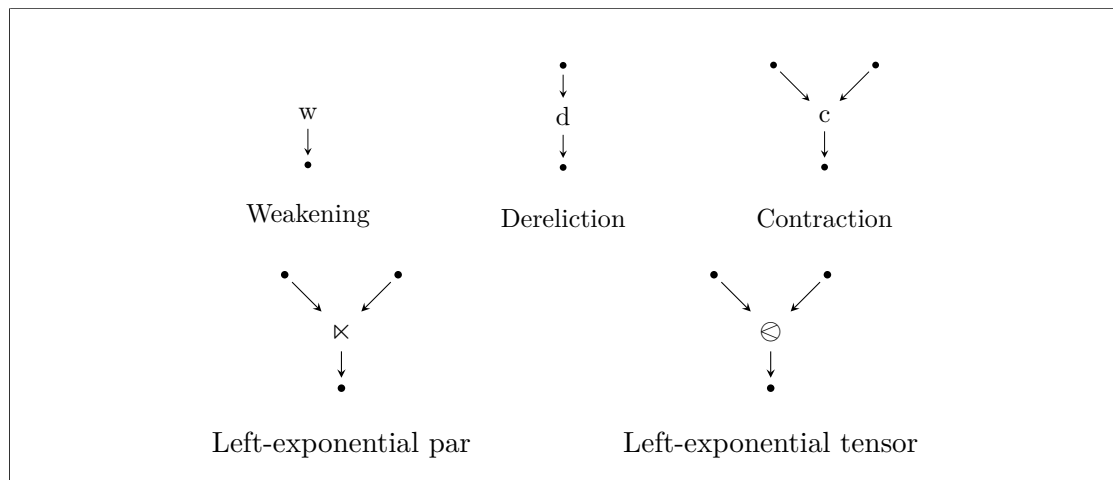 w d c
Weakening Dereliction Contraction
⋉ ⧀
Left-exponential par Left-exponential tensor